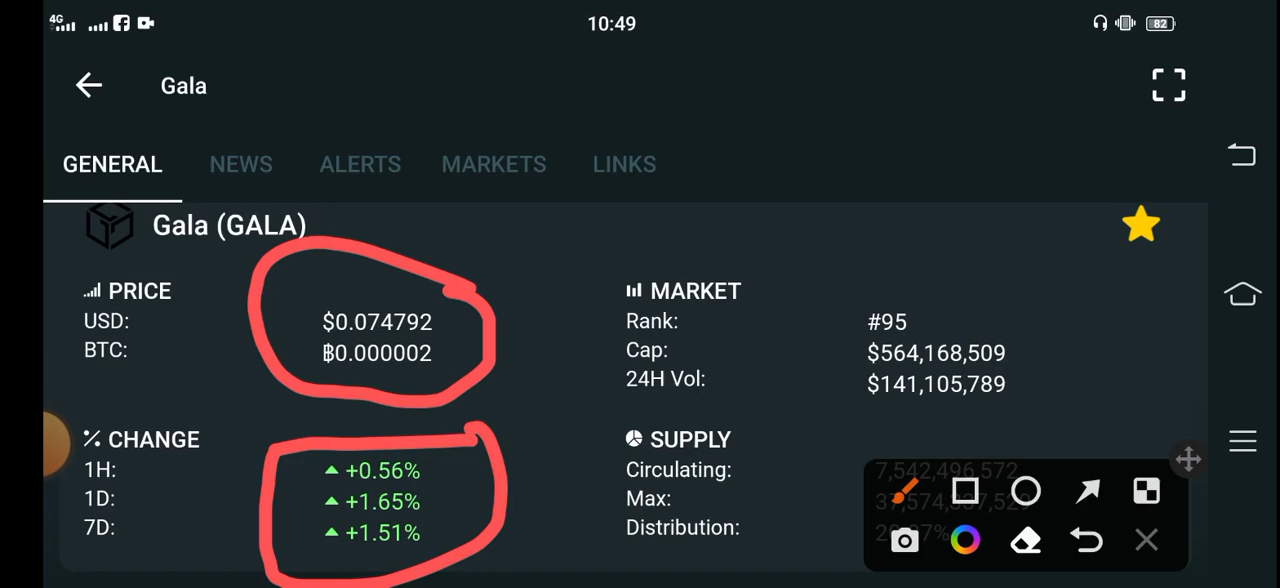 4G 10:49 82
Gala
GENERAL NEWS ALERTS MARKETS LINKS
Gala (GALA)
PRICE
USD: $0.074792
BTC: ฿0.000002
MARKET
Rank: #95
Cap: $564,168,509
24H Vol: $141,105,789
% CHANGE
1H: +0.56%
1D: +1.65%
7D: +1.51%
SUPPLY
Circulating: 7,542,496,572
Max:
Distribution: